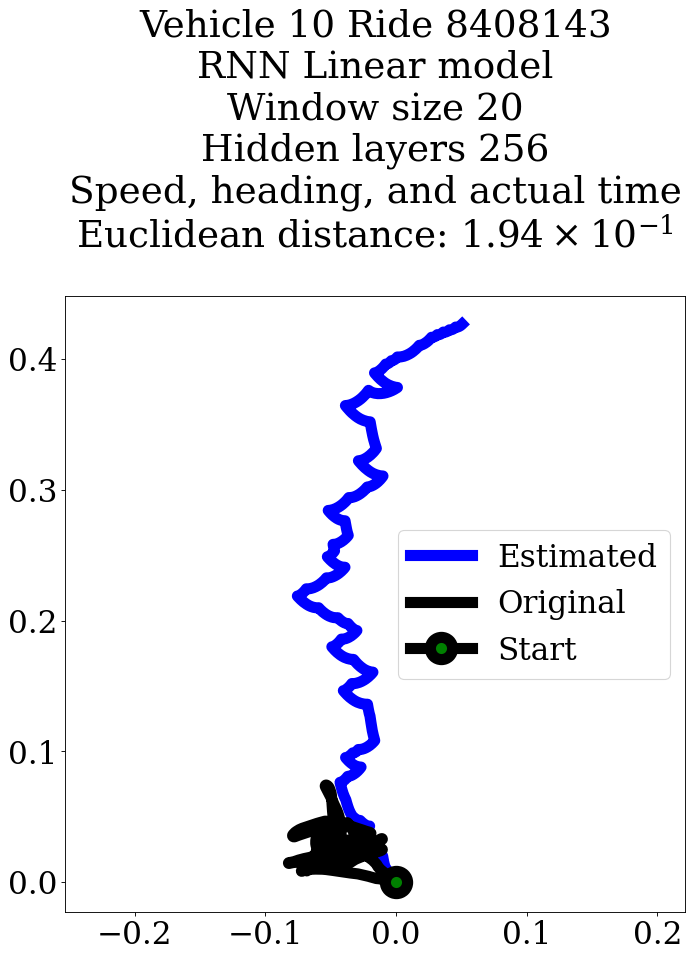 Vehicle 10 Ride 8408143
RNN Linear model
Window size 20
Hidden layers 256
Speed, heading, and actual time
Euclidean distance: 1.94 × 10⁻¹
0.4
0.3
0.2
0.1
0.0
Estimated
Original
Start
−0.2 −0.1 0.0 0.1 0.2